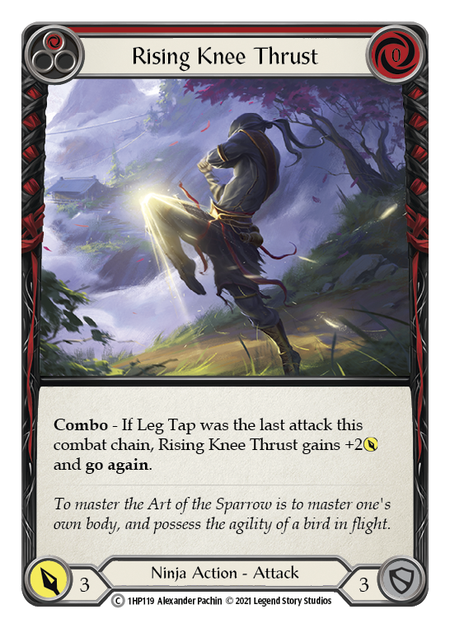 Rising Knee Thrust
0
Combo - If Leg Tap was the last attack this
combat chain, Rising Knee Thrust gains +2
and go again.
To master the Art of the Sparrow is to master one's
own body, and possess the agility of a bird in flight.
3
Ninja Action - Attack
3
C 1HP119 Alexander Pachin © 2021 Legend Story Studios